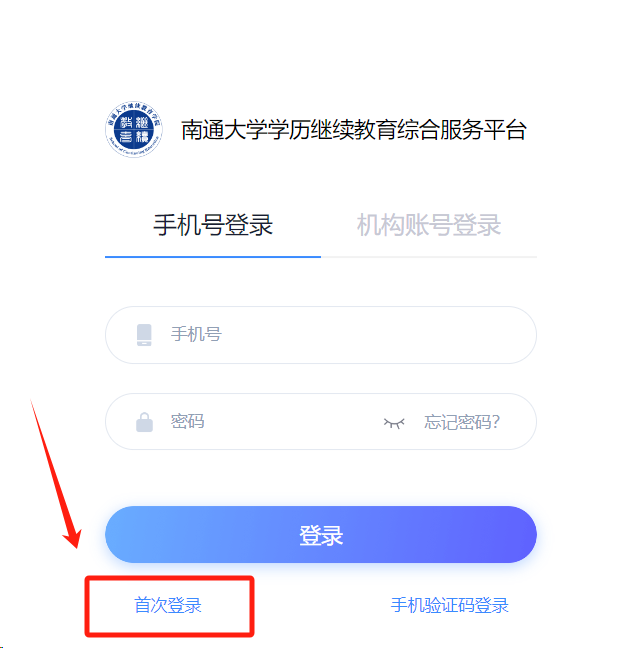 南通大学学历继续教育综合服务平台
手机号登录 机构账号登录
手机号
密码 忘记密码?
登录
首次登录 手机验证码登录